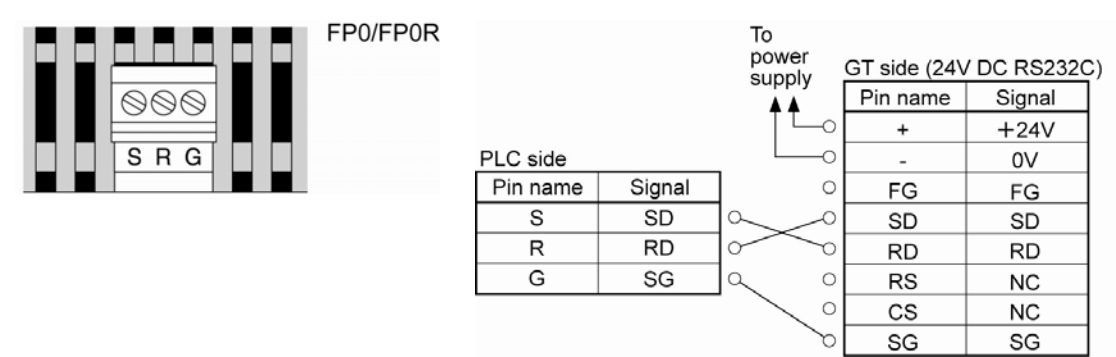 FP0/FP0R
S R G
To
power
supply
GT side (24V DC RS232C)
Pin name Signal
+ +24V
- 0V
FG FG
SD SD
RD RD
RS NC
CS NC
SG SG
PLC side
Pin name Signal
S SD
R RD
G SG